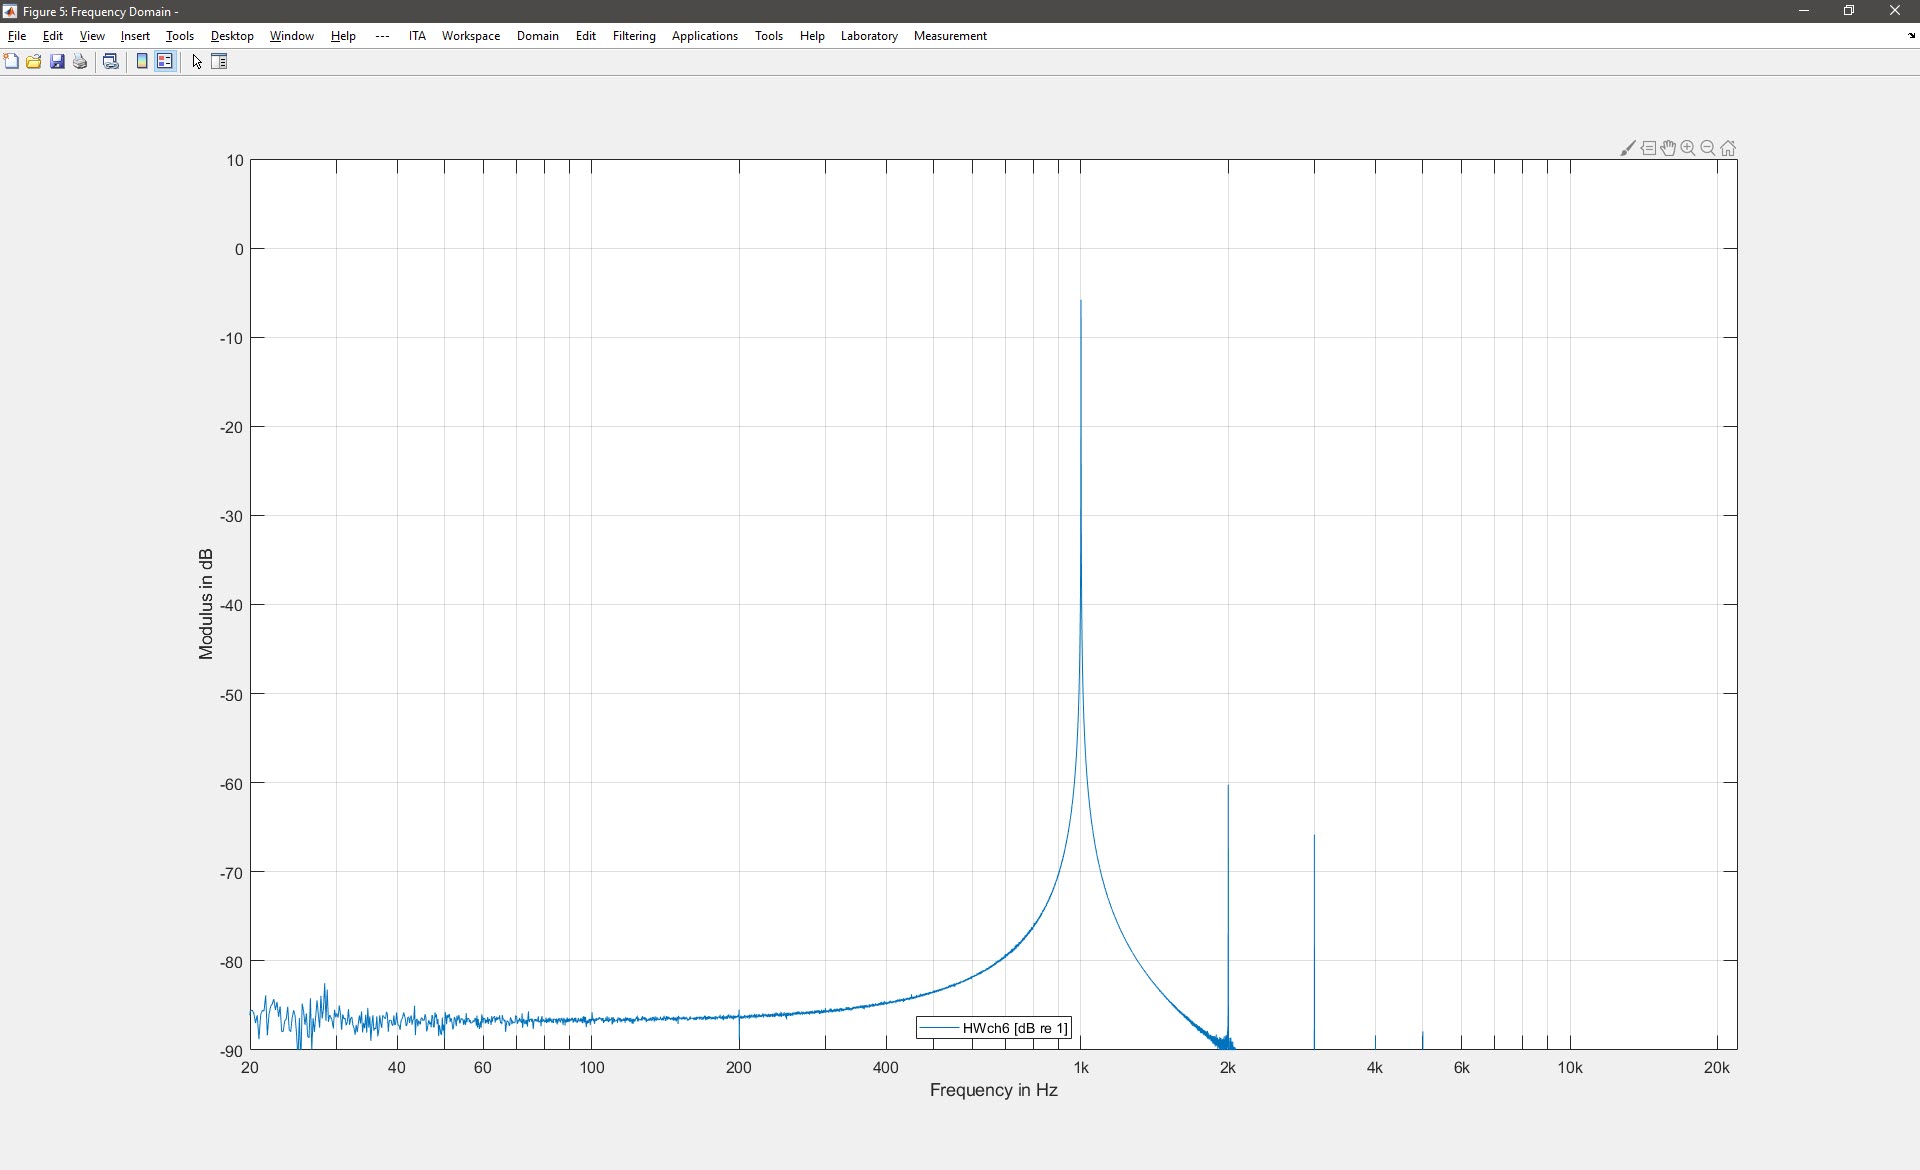 Figure 5: Frequency Domain -
File Edit View Insert Tools Desktop Window Help --- ITA Workspace Domain Edit Filtering Applications Tools Help Laboratory Measurement
10
0
-10
-20
-30
-40
-50
-60
-70
-80
-90
Modulus in dB
HWch6 [dB re 1]
20 40 60 100 200 400 1k 2k 4k 6k 10k 20k
Frequency in Hz